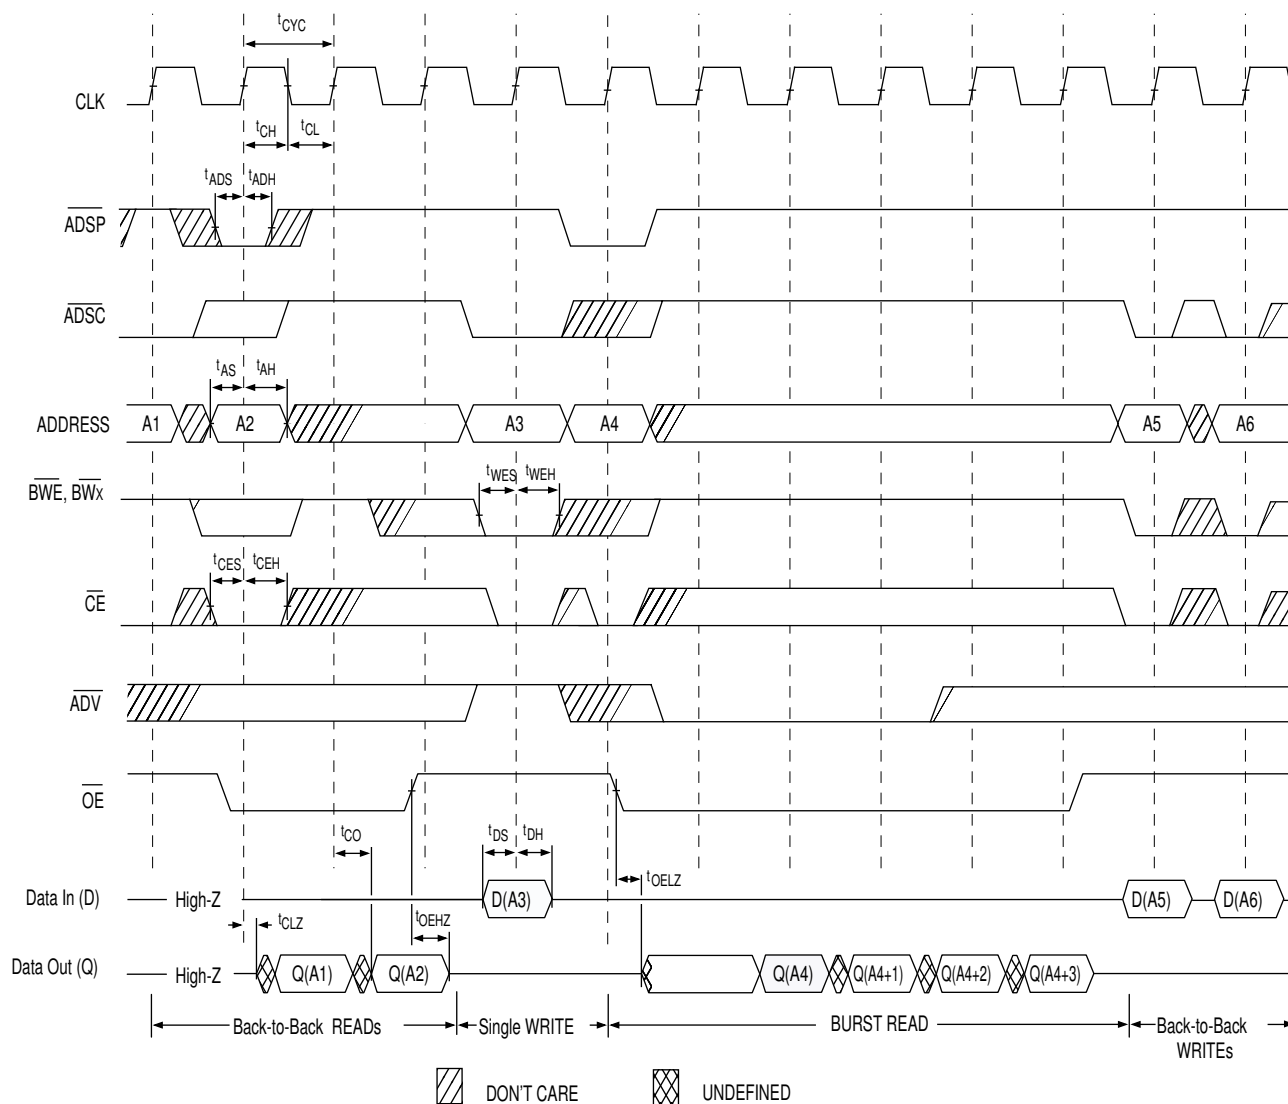 tCYC
CLK
tCH
tCL
tADS
tADH
ADSP
ADSC
tAS
tAH
ADDRESS
A1
A2
A3
A4
A5
A6
tWES
tWEH
BWE, BWx
tCES
tCEH
CE
ADV
OE
tCO
tDS
tDH
tOELZ
Data In (D)
High-Z
D(A3)
D(A5)
D(A6)
tCLZ
tOEHZ
Data Out (Q)
High-Z
Q(A1)
Q(A2)
Q(A4)
Q(A4+1)
Q(A4+2)
Q(A4+3)
Back-to-Back READs
Single WRITE
BURST READ
Back-to-Back
WRITEs
DON'T CARE
UNDEFINED